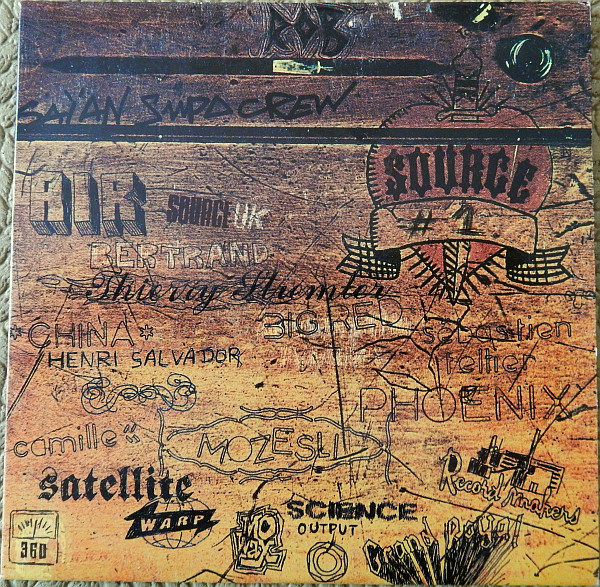 ROB
SAÏAN SUPA CREW
AIR
SOURCE UK
SOURCE
# 1
BERTRAND
Thierry Stremler
*CHINA*
BIG RED
sébastien
tellier
HENRI SALVADOR
PHOENIX
camille
MOZESLI
satellite
WARP
SCIENCE
OUTPUT
Record Makers
360